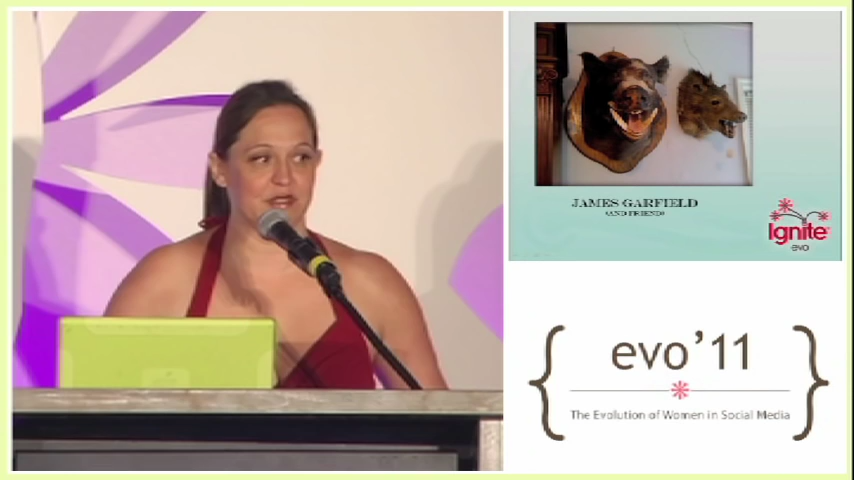 JAMES GARFIELD
(AND FRIEND)
Ignite
evo
evo'11
The Evolution of Women in Social Media